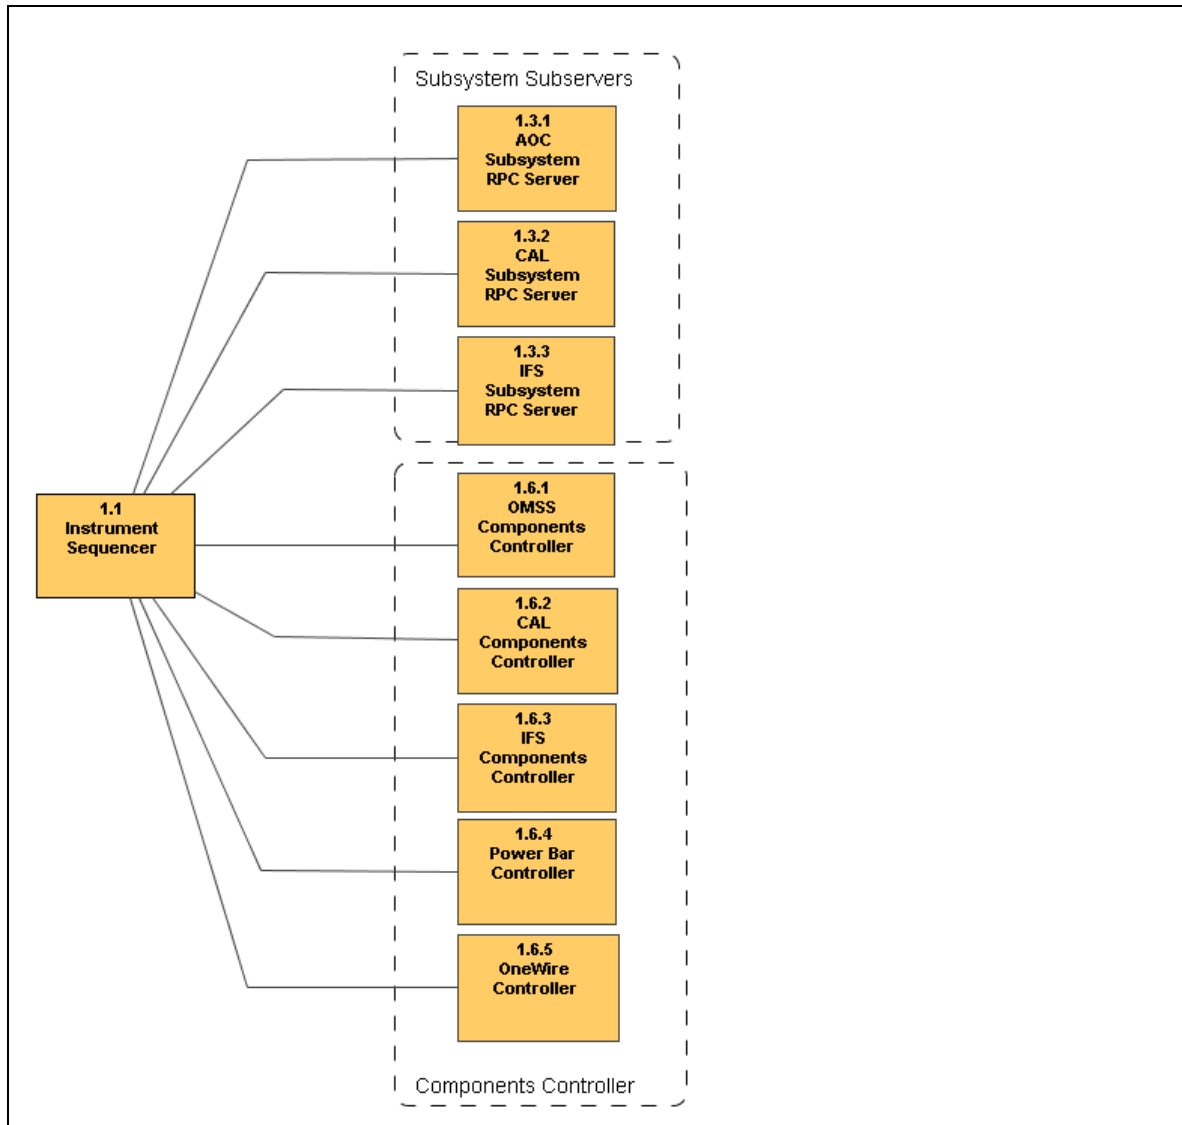 Subsystem Subservers
1.3.1
AOC
Subsystem
RPC Server
1.3.2
CAL
Subsystem
RPC Server
1.3.3
IFS
Subsystem
RPC Server
1.1
Instrument
Sequencer
1.6.1
OMSS
Components
Controller
1.6.2
CAL
Components
Controller
1.6.3
IFS
Components
Controller
1.6.4
Power Bar
Controller
1.6.5
OneWire
Controller
Components Controller